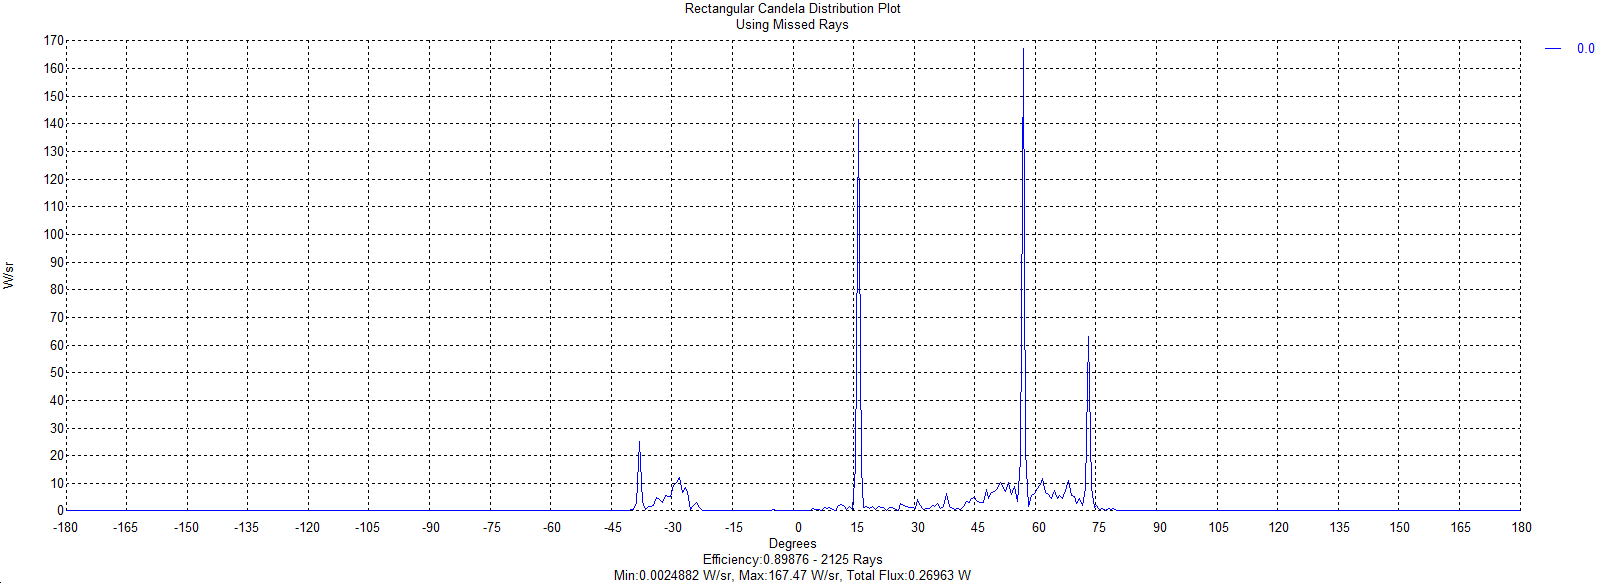 Rectangular Candela Distribution Plot
Using Missed Rays
0.0
170
160
150
140
130
120
110
100
90
80
70
60
50
40
30
20
10
0
W/sr
-180 -165 -150 -135 -120 -105 -90 -75 -60 -45 -30 -15 0 15 30 45 60 75 90 105 120 135 150 165 180
Degrees
Efficiency:0.89876 - 2125 Rays
Min:0.0024882 W/sr, Max:167.47 W/sr, Total Flux:0.26963 W